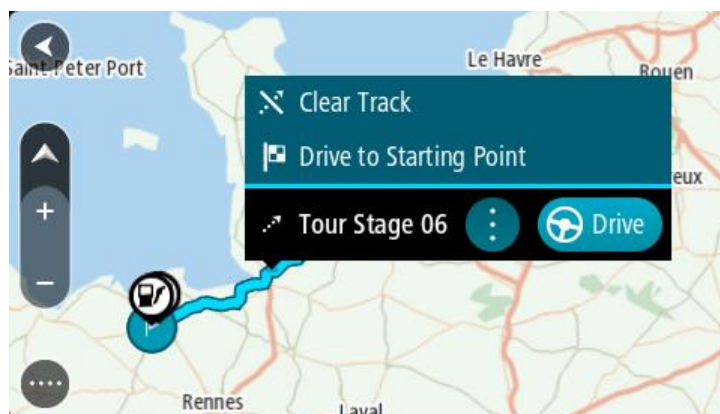 Saint Peter Port
Le Havre
Rouen
Clear Track
Drive to Starting Point
eux
Tour Stage 06
Drive
+
−
Rennes
Laval